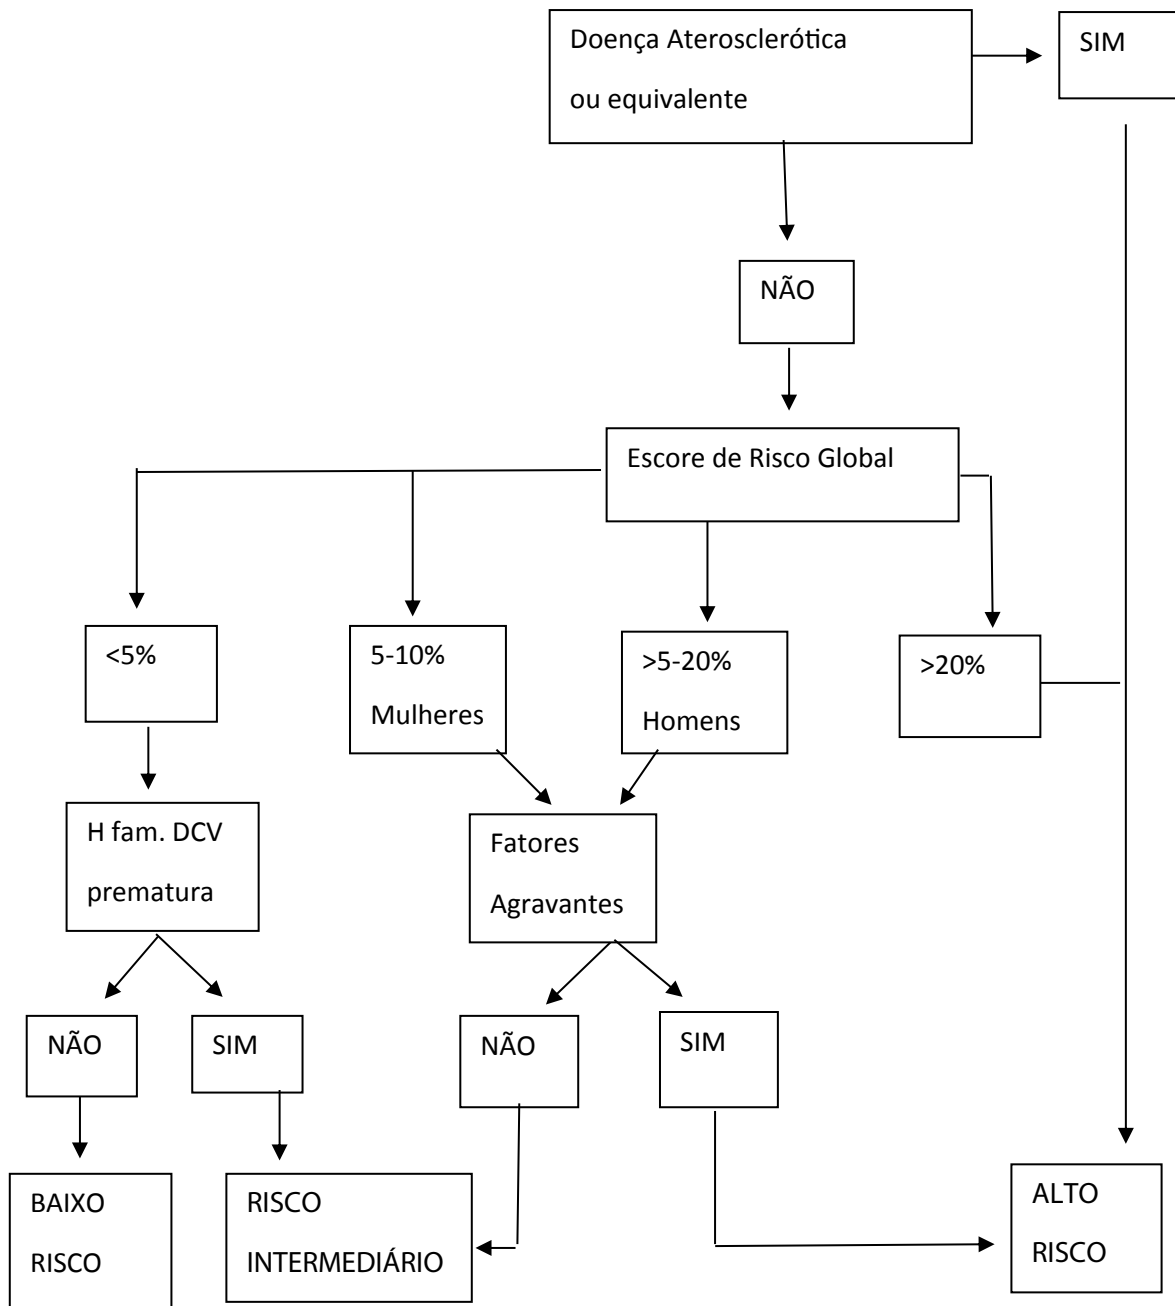 Doença Aterosclerótica
ou equivalente
SIM
NÃO
Escore de Risco Global
<5%
5-10%
Mulheres
>5-20%
Homens
>20%
H fam. DCV
prematura
Fatores
Agravantes
NÃO
SIM
NÃO
SIM
BAIXO
RISCO
RISCO
INTERMEDIÁRIO
ALTO
RISCO